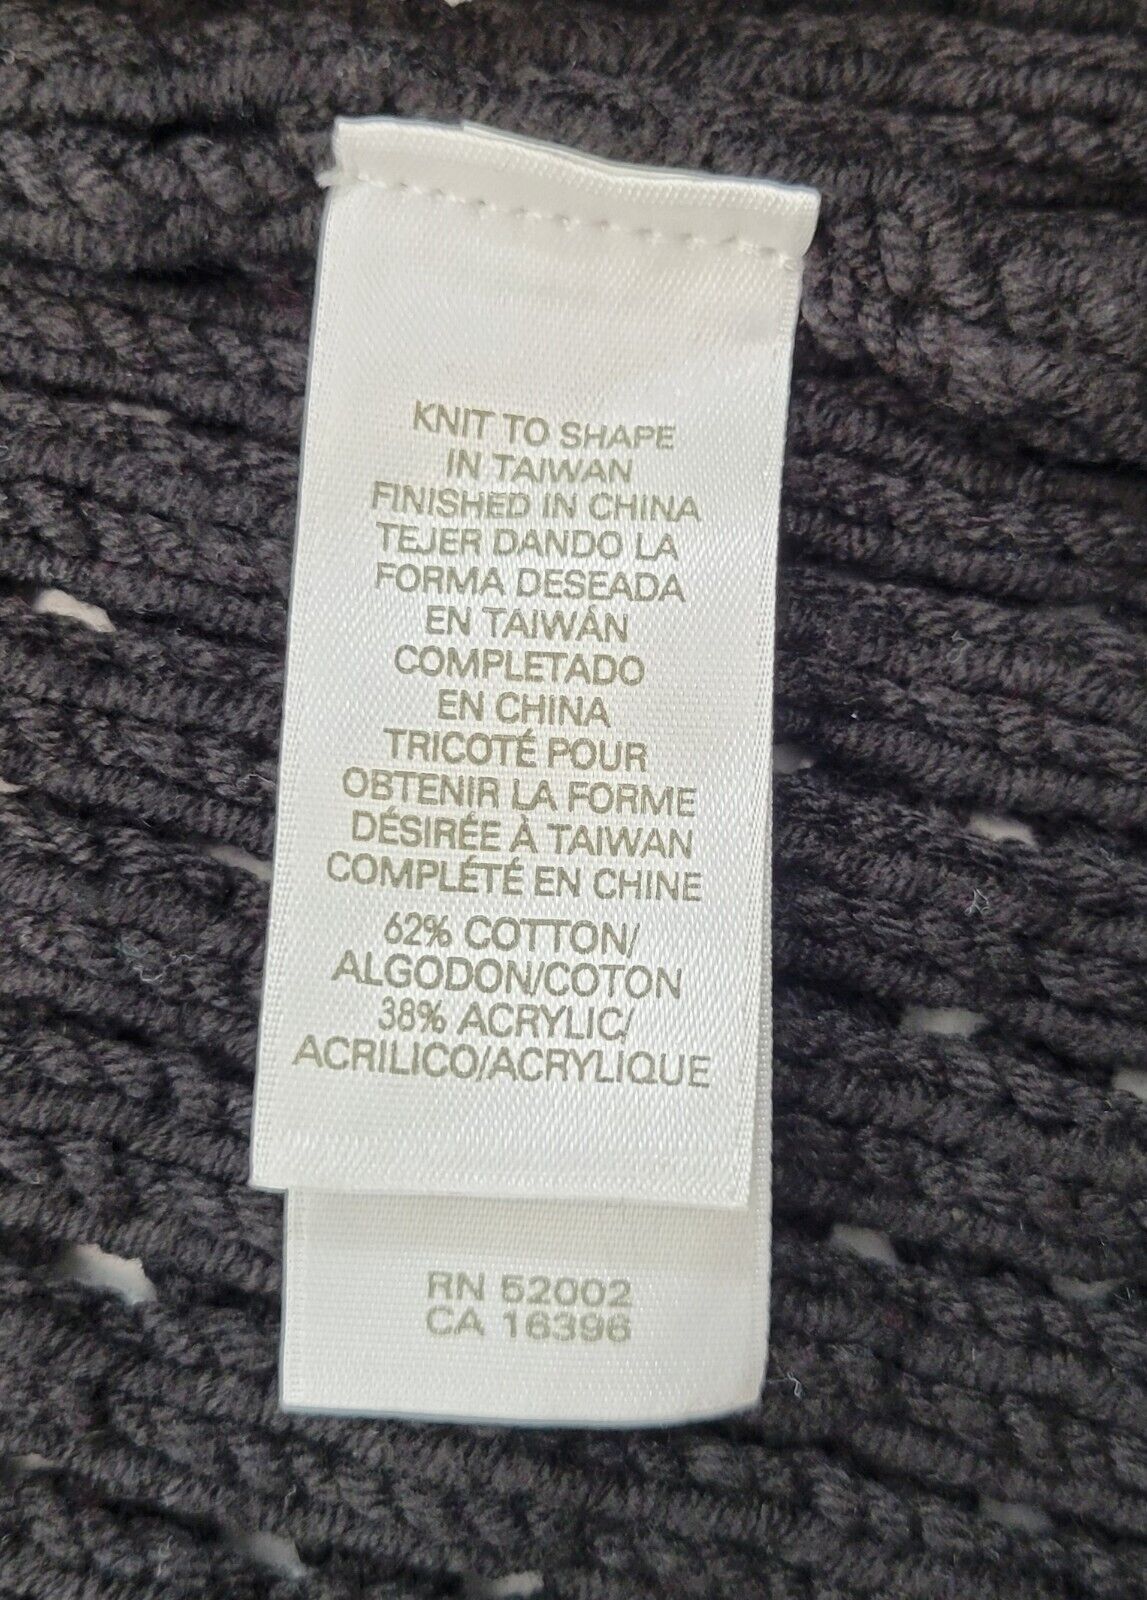 KNIT TO SHAPE
IN TAIWAN
FINISHED IN CHINA
TEJER DANDO LA
FORMA DESEADA
EN TAIWÁN
COMPLETADO
EN CHINA
TRICOTÉ POUR
OBTENIR LA FORME
DÉSIRÉE À TAIWAN
COMPLÉTÉ EN CHINE
62% COTTON/
ALGODON/COTON
38% ACRYLIC/
ACRILICO/ACRYLIQUE
RN 52002
CA 16396